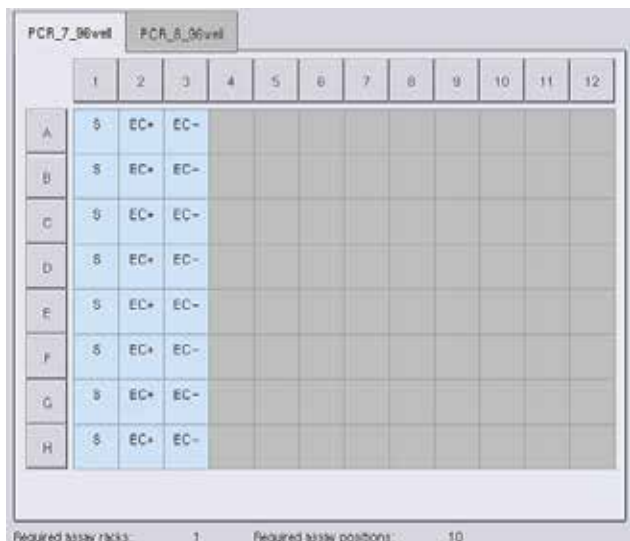 PCR_7_96well PCR_8_96well
1 2 3 4 5 6 7 8 9 10 11 12
A S EC+ EC-
B S EC+ EC-
C S EC+ EC-
D S EC+ EC-
E S EC+ EC-
F S EC+ EC-
G S EC+ EC-
H S EC+ EC-
Required assay racks: 1 Required assay positions: 10